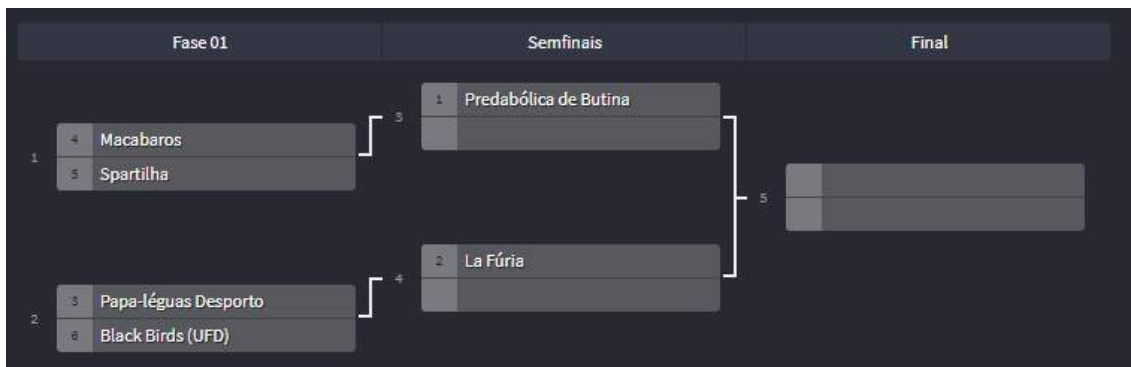 Fase 01
Semfinais
Final
1
4 Macabaros
5 Spartilha
2
3 Papa-léguas Desporto
6 Black Birds (UFD)
3
1 Predabólica de Butina
4
2 La Fúria
5